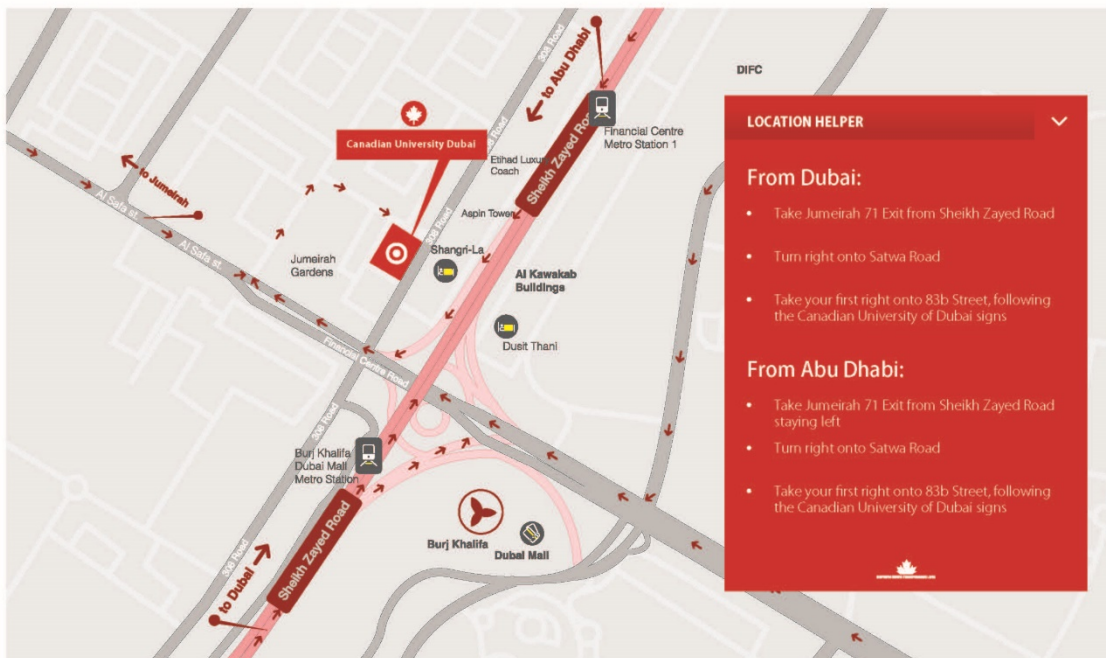 308 Road
to Abu Dhabi
DIFC
LOCATION HELPER
From Dubai:
• Take Jumeirah 71 Exit from Sheikh Zayed Road
• Turn right onto Satwa Road
• Take your first right onto 83b Street, following
the Canadian University of Dubai signs
From Abu Dhabi:
• Take Jumeirah 71 Exit from Sheikh Zayed Road
staying left
• Turn right onto Satwa Road
• Take your first right onto 83b Street, following
the Canadian University of Dubai signs
Financial Centre
Metro Station 1
Sheikh Zayed Road
Canadian University Dubai
Etihad Luxury
Coach
to Jumeirah
Al Safa st.
Aspin Tower
308 Road
Al Safa st.
Shangri-La
Jumeirah
Gardens
Al Kawakab
Buildings
Dusit Thani
Financial Centre Road
308 Road
Burj Khalifa
Dubai Mall
Metro Station
Sheikh Zayed Road
Burj Khalifa
Dubai Mall
308 Road
to Dubai